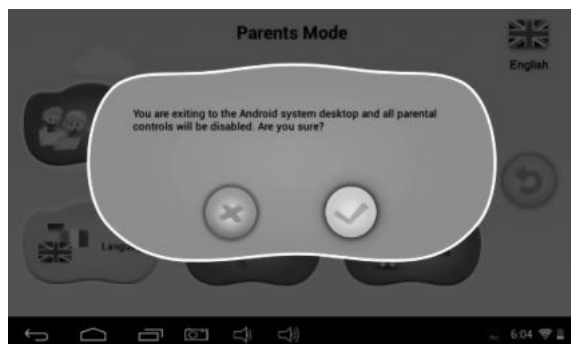 Parents Mode
English
You are exiting to the Android system desktop and all parental
controls will be disabled. Are you sure?
6:04